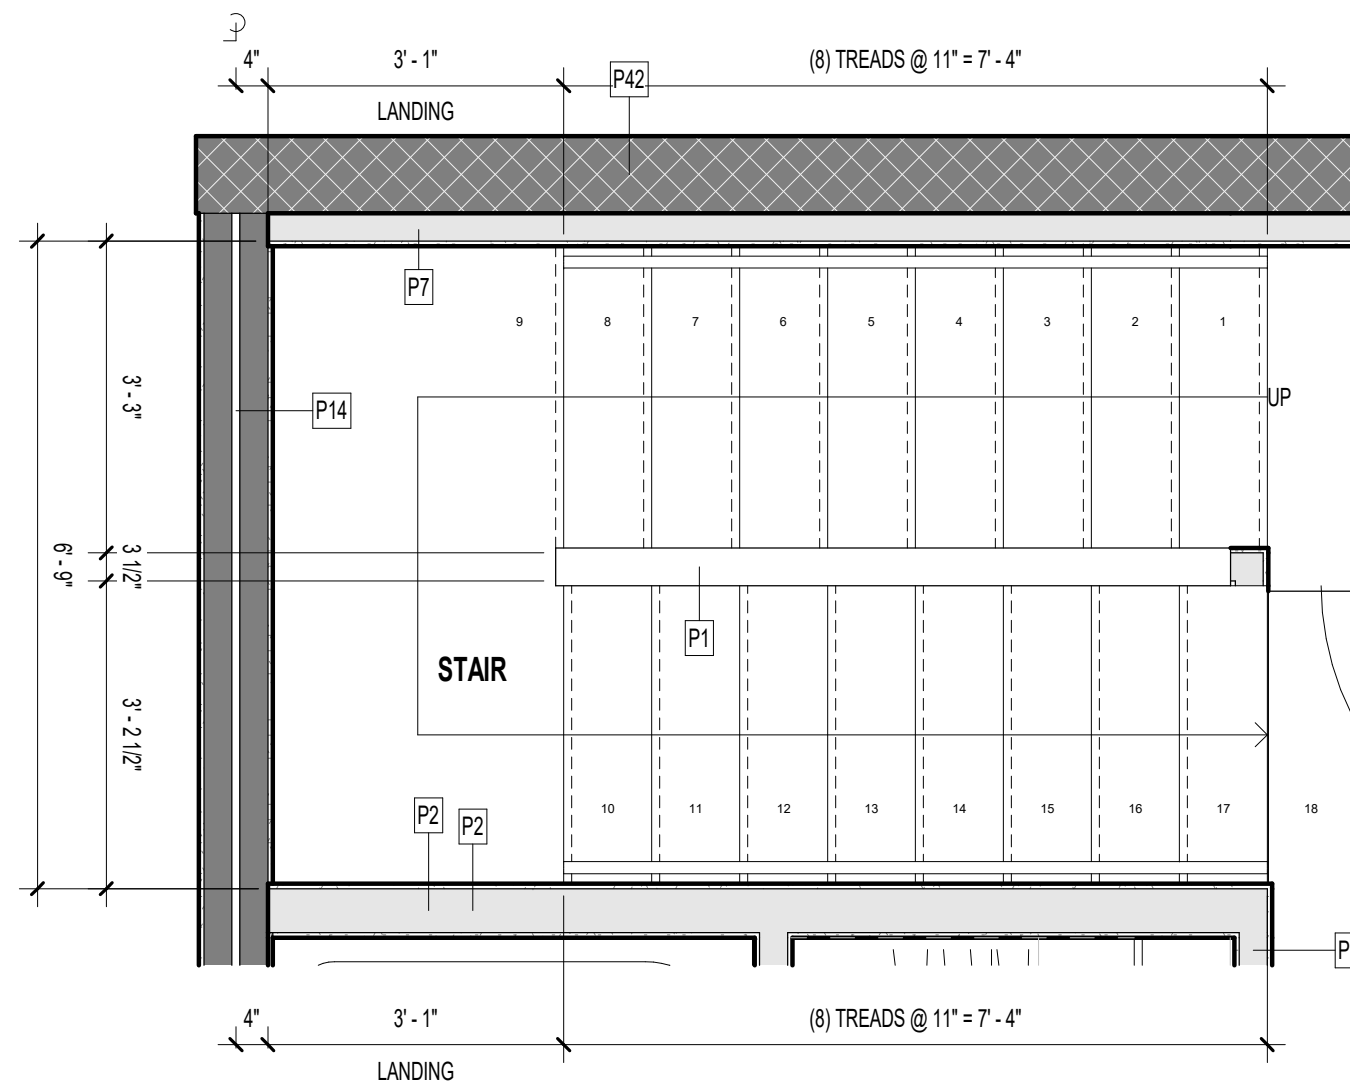 4" 3' - 1" (8) TREADS @ 11" = 7' - 4"
P42
LANDING
P7
9 8 7 6 5 4 3 2 1
3' - 3"
P14
UP
6' - 9"
3 1/2"
P1
STAIR
3' - 2 1/2"
P2
P2
10 11 12 13 14 15 16 17 18
P
4" 3' - 1" (8) TREADS @ 11" = 7' - 4"
LANDING